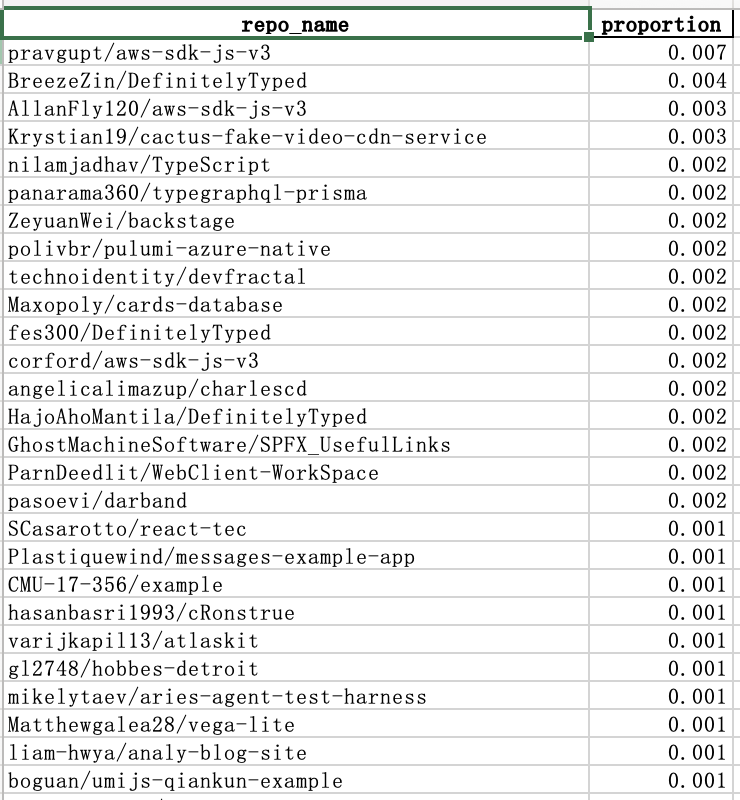 repo_name proportion
pravgupt/aws-sdk-js-v3 0.007
BreezeZin/DefinitelyTyped 0.004
AllanFly120/aws-sdk-js-v3 0.003
Krystian19/cactus-fake-video-cdn-service 0.003
nilamjadhav/TypeScript 0.002
panarama360/typegraphql-prisma 0.002
ZeyuanWei/backstage 0.002
polivbr/pulumi-azure-native 0.002
technoidentity/devfractal 0.002
Maxopoly/cards-database 0.002
fes300/DefinitelyTyped 0.002
corford/aws-sdk-js-v3 0.002
angelicalimazup/charlescd 0.002
HajoAhoMantila/DefinitelyTyped 0.002
GhostMachineSoftware/SPFX_UsefulLinks 0.002
ParnDeedlit/WebClient-WorkSpace 0.002
pasoevi/darband 0.002
SCasarotto/react-tec 0.001
Plastiquewind/messages-example-app 0.001
CMU-17-356/example 0.001
hasanbasri1993/cRonstrue 0.001
varijkapil13/atlaskit 0.001
gl2748/hobbes-detroit 0.001
mikelytaev/aries-agent-test-harness 0.001
Matthewgalea28/vega-lite 0.001
liam-hwya/analy-blog-site 0.001
boguan/umijs-qiankun-example 0.001